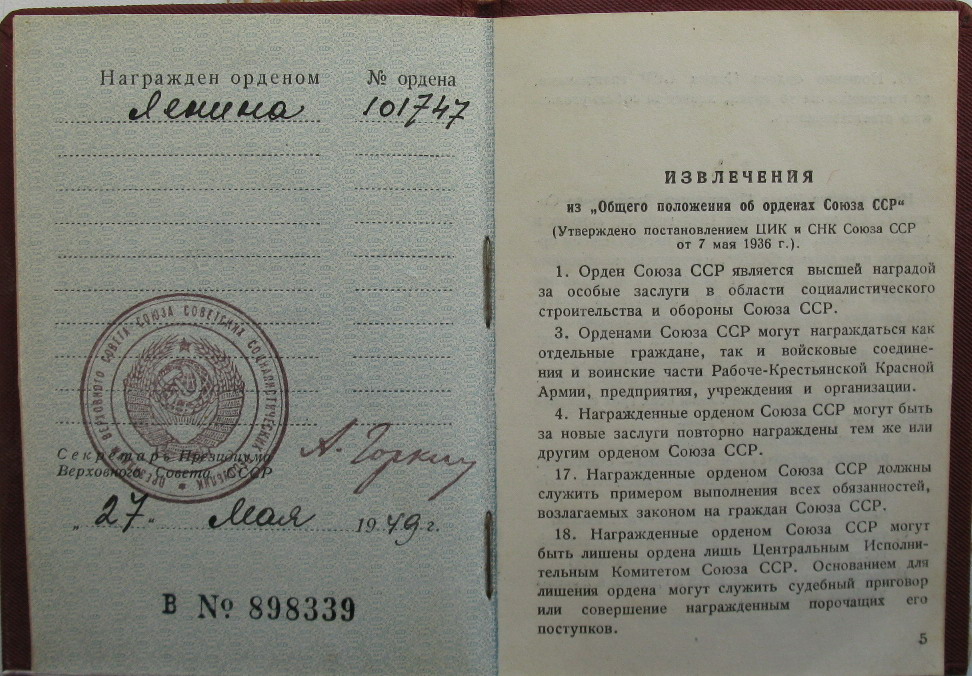 Награжден орденом № ордена
Ленина 101747
ПРЕЗИДИУМ ВЕРХОВНОГО СОВЕТА СОЮЗА СОВЕТСКИХ СОЦИАЛИСТИЧЕСКИХ РЕСПУБЛИК
Секретарь Президиума
Верховного Совета СССР
А. Горкин
„27“ Мая 1949 г.
В № 898339
ИЗВЛЕЧЕНИЯ
из „Общего положения об орденах Союза ССР“
(Утверждено постановлением ЦИК и СНК Союза ССР
от 7 мая 1936 г.).
1. Орден Союза ССР является высшей наградой
за особые заслуги в области социалистического
строительства и обороны Союза ССР.
3. Орденами Союза ССР могут награждаться как
отдельные граждане, так и войсковые соедине-
ния и воинские части Рабоче-Крестьянской Красной
Армии, предприятия, учреждения и организации.
4. Награжденные орденом Союза ССР могут быть
за новые заслуги повторно награждены тем же или
другим орденом Союза ССР.
17. Награжденные орденом Союза ССР должны
служить примером выполнения всех обязанностей,
возлагаемых законом на граждан Союза ССР.
18. Награжденные орденом Союза ССР могут
быть лишены ордена лишь Центральным Исполни-
тельным Комитетом Союза ССР. Основанием для
лишения ордена могут служить судебный приговор
или совершение награжденным порочащих его
поступков.
5